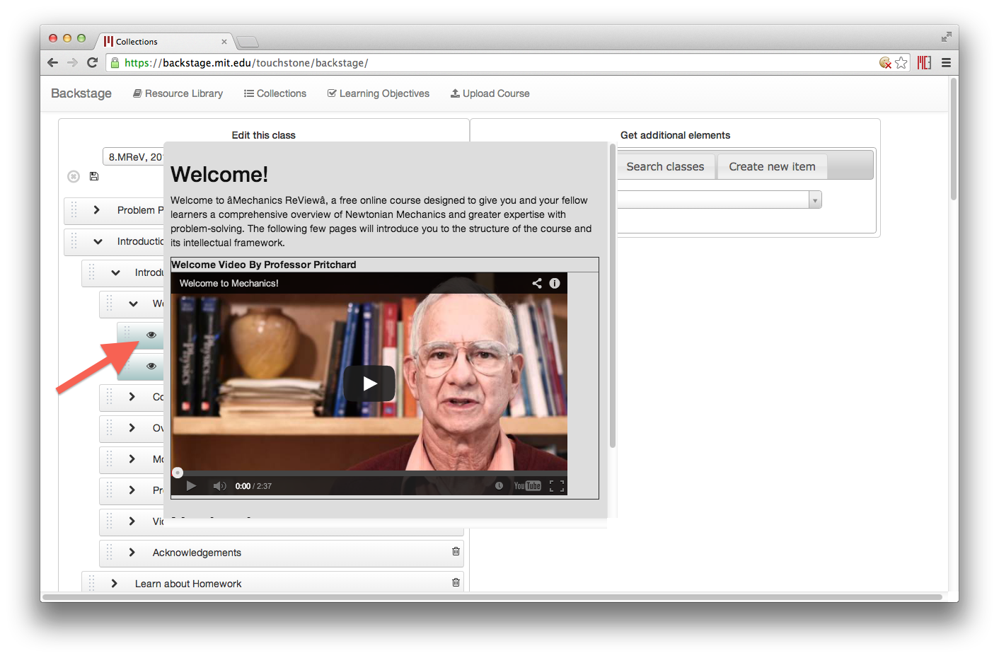 Collections
https://backstage.mit.edu/touchstone/backstage/
Backstage Resource Library Collections Learning Objectives Upload Course
Edit this class
Get additional elements
8.MReV, 20
Search classes Create new item
Problem P
Introductio
Introdu
We
Co
Ov
Mo
Pr
Vi
Acknowledgements
Learn about Homework
Welcome!
Welcome to âMechanics ReViewâ, a free online course designed to give you and your fellow
learners a comprehensive overview of Newtonian Mechanics and greater expertise with
problem-solving. The following few pages will introduce you to the structure of the course and
its intellectual framework.
Welcome Video By Professor Pritchard
Welcome to Mechanics!
Physics
Physics
0:00 / 2:37
YouTube